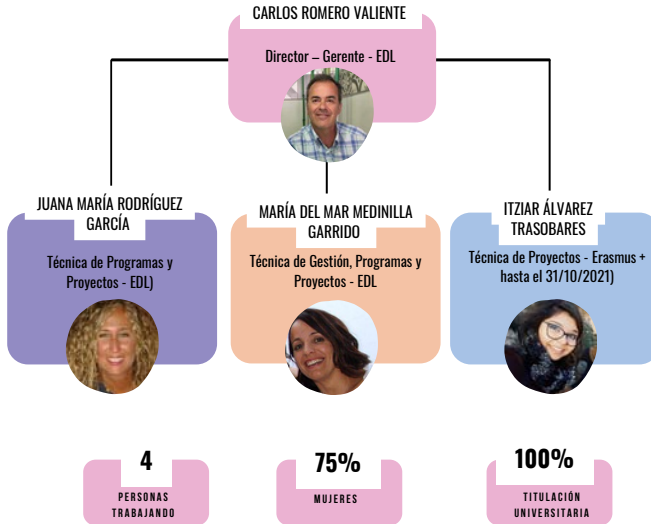 CARLOS ROMERO VALIENTE
Director – Gerente - EDL
JUANA MARÍA RODRÍGUEZ
GARCÍA
Técnica de Programas y
Proyectos - EDL)
MARÍA DEL MAR MEDINILLA
GARRIDO
Técnica de Gestión, Programas y
Proyectos - EDL
ITZIAR ÁLVAREZ
TRASOBARES
Técnica de Proyectos - Erasmus +
hasta el 31/10/2021)
4
PERSONAS
TRABAJANDO
75%
MUJERES
100%
TITULACIÓN
UNIVERSITARIA